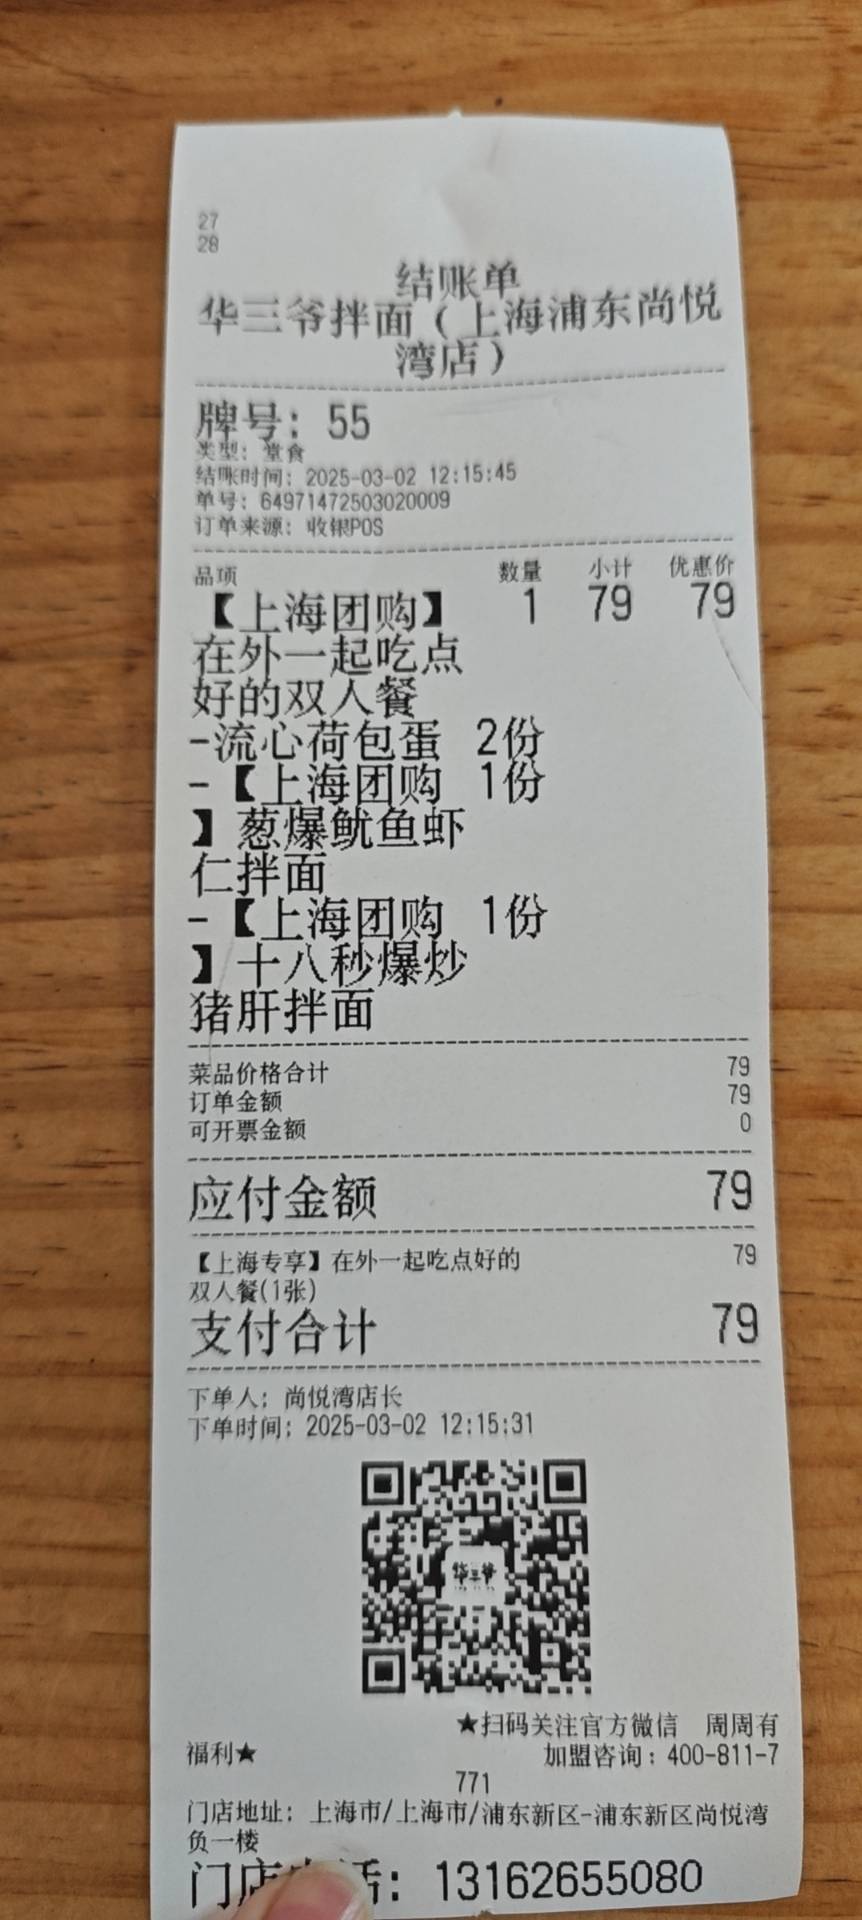 27
28
结账单
华三爷拌面（上海浦东尚悦
湾店）
牌号：55
类型：堂食
结账时间：2025-03-02 12:15:45
单号：64971472503020009
订单来源：收银POS
品项 数量 小计 优惠价
【上海团购】 1 79 79
在外一起吃点
好的双人餐
-流心荷包蛋 2份
-【上海团购 1份
】葱爆鱿鱼虾
仁拌面
-【上海团购 1份
】十八秒爆炒
猪肝拌面
菜品价格合计 79
订单金额 79
可开票金额 0
应付金额 79
【上海专享】在外一起吃点好的 79
双人餐(1张)
支付合计 79
下单人：尚悦湾店长
下单时间：2025-03-02 12:15:31
华三爷
★扫码关注官方微信 周周有
福利★ 加盟咨询：400-811-7
771
门店地址：上海市/上海市/浦东新区-浦东新区尚悦湾
负一楼
门店电话：13162655080